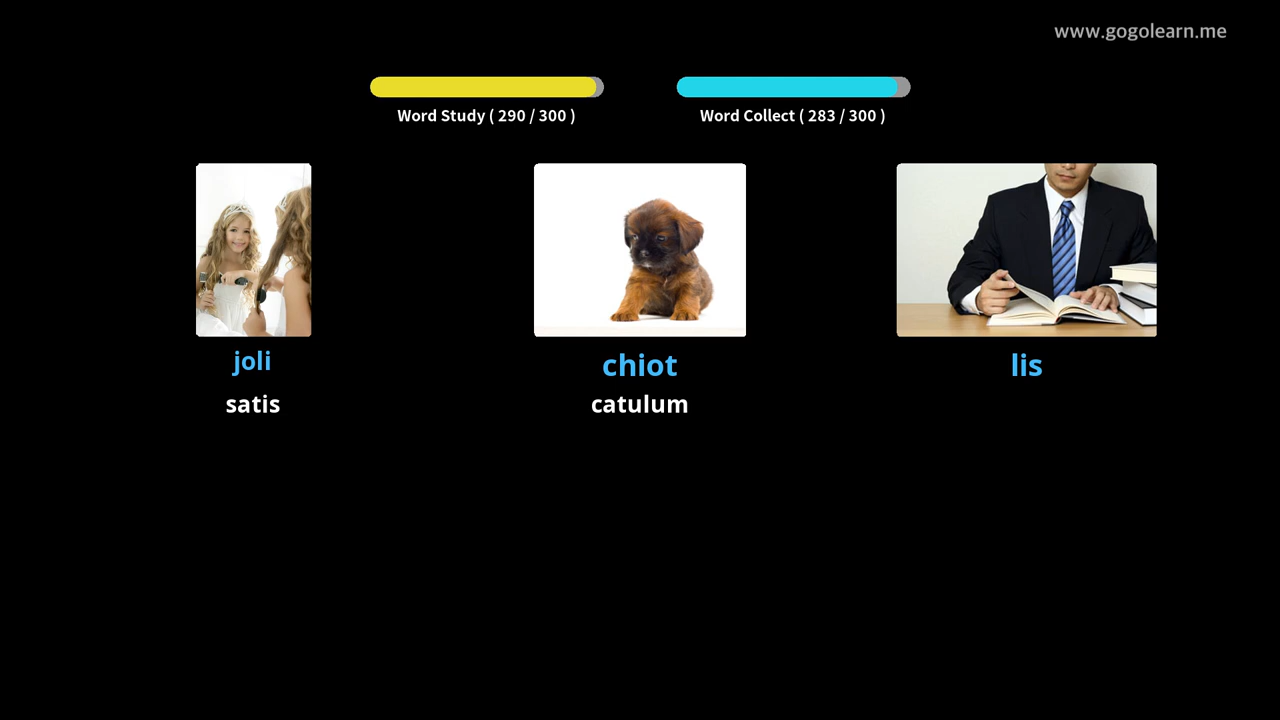 www.gogolearn.me
Word Study ( 290 / 300 )
Word Collect ( 283 / 300 )
joli
chiot
lis
satis
catulum